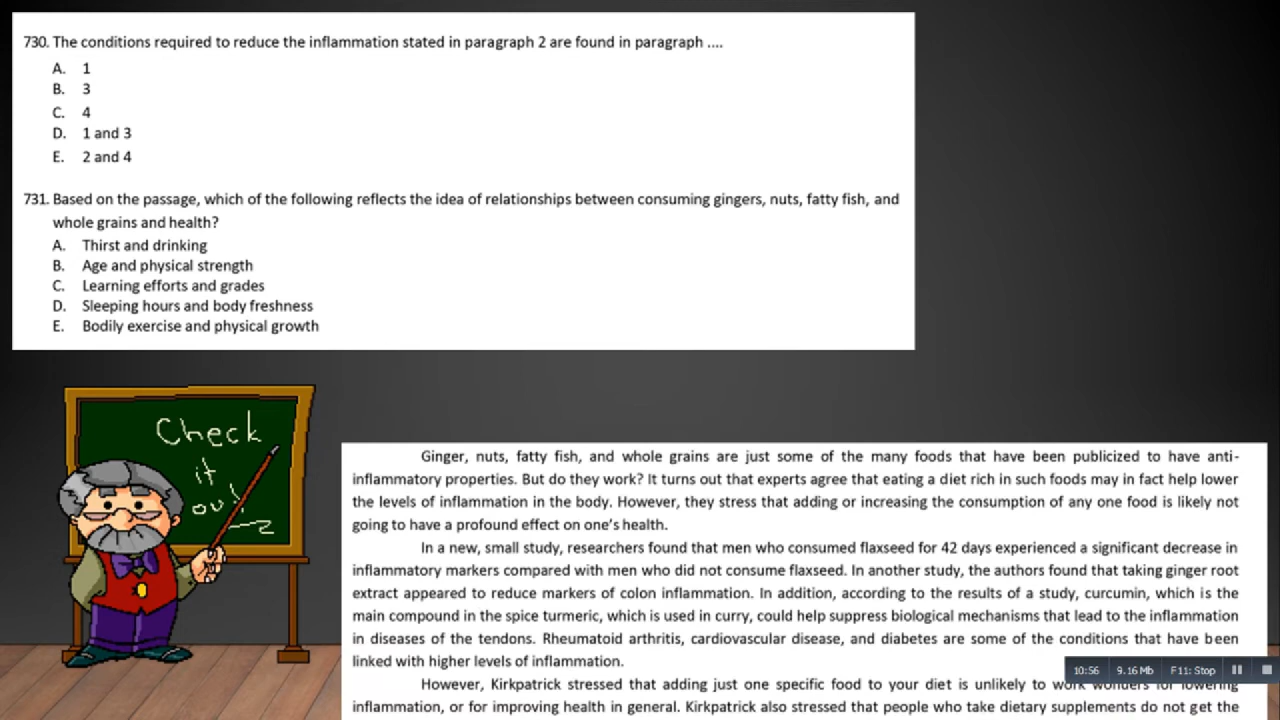 730. The conditions required to reduce the inflammation stated in paragraph 2 are found in paragraph ....
A. 1
B. 3
C. 4
D. 1 and 3
E. 2 and 4
731. Based on the passage, which of the following reflects the idea of relationships between consuming gingers, nuts, fatty fish, and
whole grains and health?
A. Thirst and drinking
B. Age and physical strength
C. Learning efforts and grades
D. Sleeping hours and body freshness
E. Bodily exercise and physical growth
Check
it
out!
Ginger, nuts, fatty fish, and whole grains are just some of the many foods that have been publicized to have anti-
inflammatory properties. But do they work? It turns out that experts agree that eating a diet rich in such foods may in fact help lower
the levels of inflammation in the body. However, they stress that adding or increasing the consumption of any one food is likely not
going to have a profound effect on one's health.
In a new, small study, researchers found that men who consumed flaxseed for 42 days experienced a significant decrease in
inflammatory markers compared with men who did not consume flaxseed. In another study, the authors found that taking ginger root
extract appeared to reduce markers of colon inflammation. In addition, according to the results of a study, curcumin, which is the
main compound in the spice turmeric, which is used in curry, could help suppress biological mechanisms that lead to the inflammation
in diseases of the tendons. Rheumatoid arthritis, cardiovascular disease, and diabetes are some of the conditions that have been
linked with higher levels of inflammation.
10:56 9.16 Mb F11: Stop
However, Kirkpatrick stressed that adding just one specific food to your diet is unlikely to work wonders for lowering
inflammation, or for improving health in general. Kirkpatrick also stressed that people who take dietary supplements do not get the